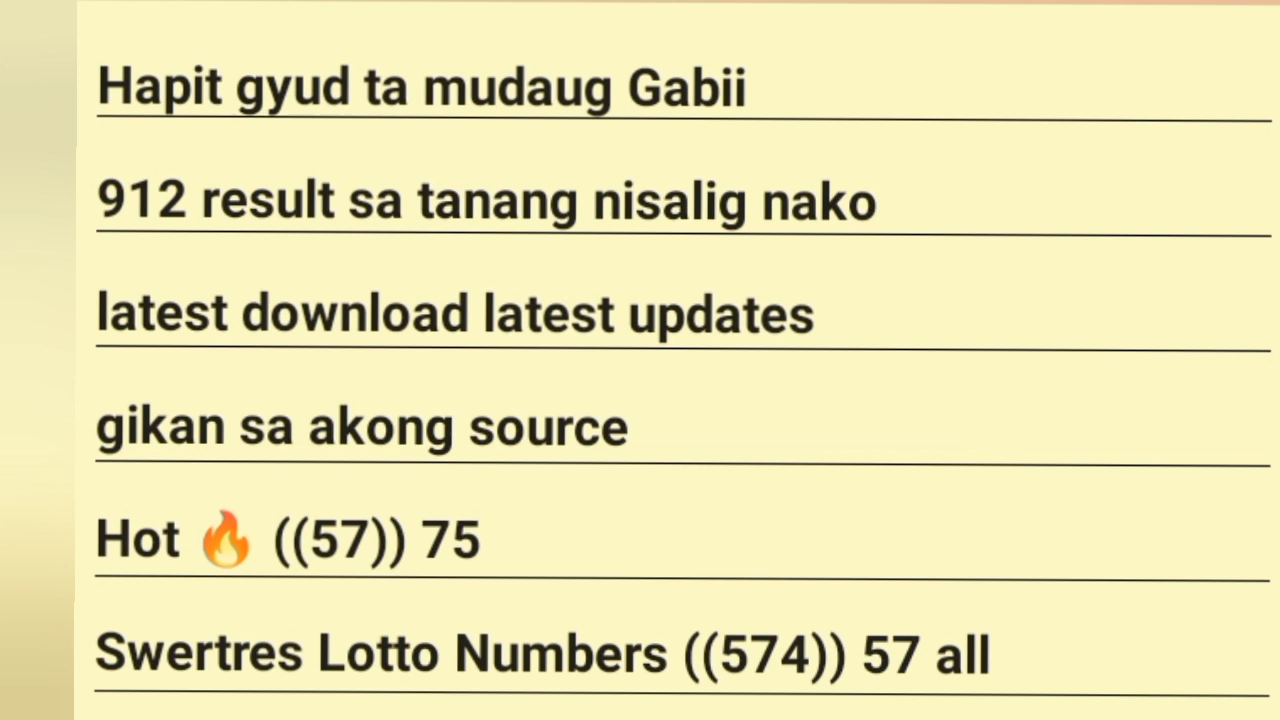 Hapit gyud ta mudaug Gabii
912 result sa tanang nisalig nako
latest download latest updates
gikan sa akong source
Hot 🔥 ((57)) 75
Swertres Lotto Numbers ((574)) 57 all